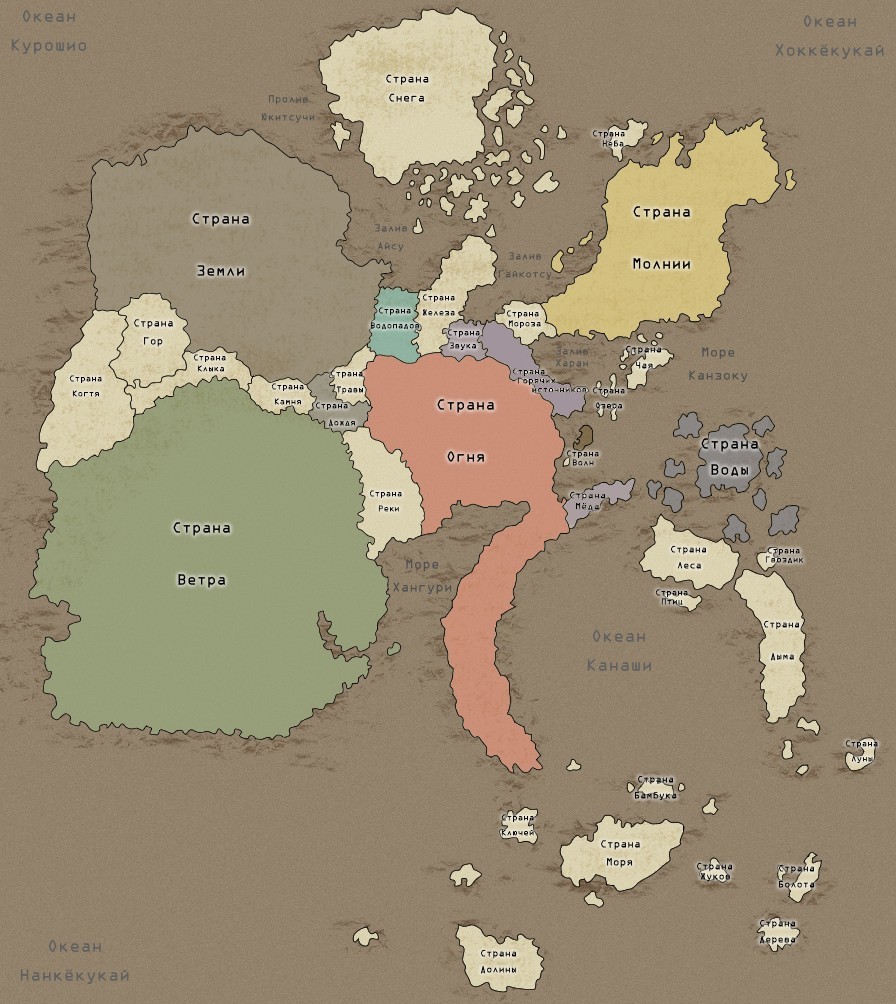 Океан
Курошио
Океан
Хоккёкукай
Страна
Снега
Пролив
Юкитсучи
Страна
Неба
Страна
Земли
Страна
Молнии
Залив
Айсу
Залив
Гайкотсу
Страна
Железа
Страна
Водопадов
Страна
Мороза
Страна
Гор
Страна
Звука
Страна
Клыка
Страна
Когтя
Страна
Горячих
источников
Залив
Харан
Страна
Чая
Море
Канзоку
трана
Травы
Страна
Камня
Страна
Дождя
Страна
Озера
Страна
Огня
Страна
Воды
Страна
Волн
Страна
Реки
Страна
Мёда
Страна
Ветра
Море
Хангури
Страна
Леса
Страна
Гвоздик
Страна
Птиц
Страна
Дыма
Океан
Канаши
Страна
Луны
Страна
Бамбука
Страна
Ключей
Страна
Моря
Страна
Жуков
Страна
Болота
Страна
Дерева
Страна
Долины
Океан
Нанкёкукай